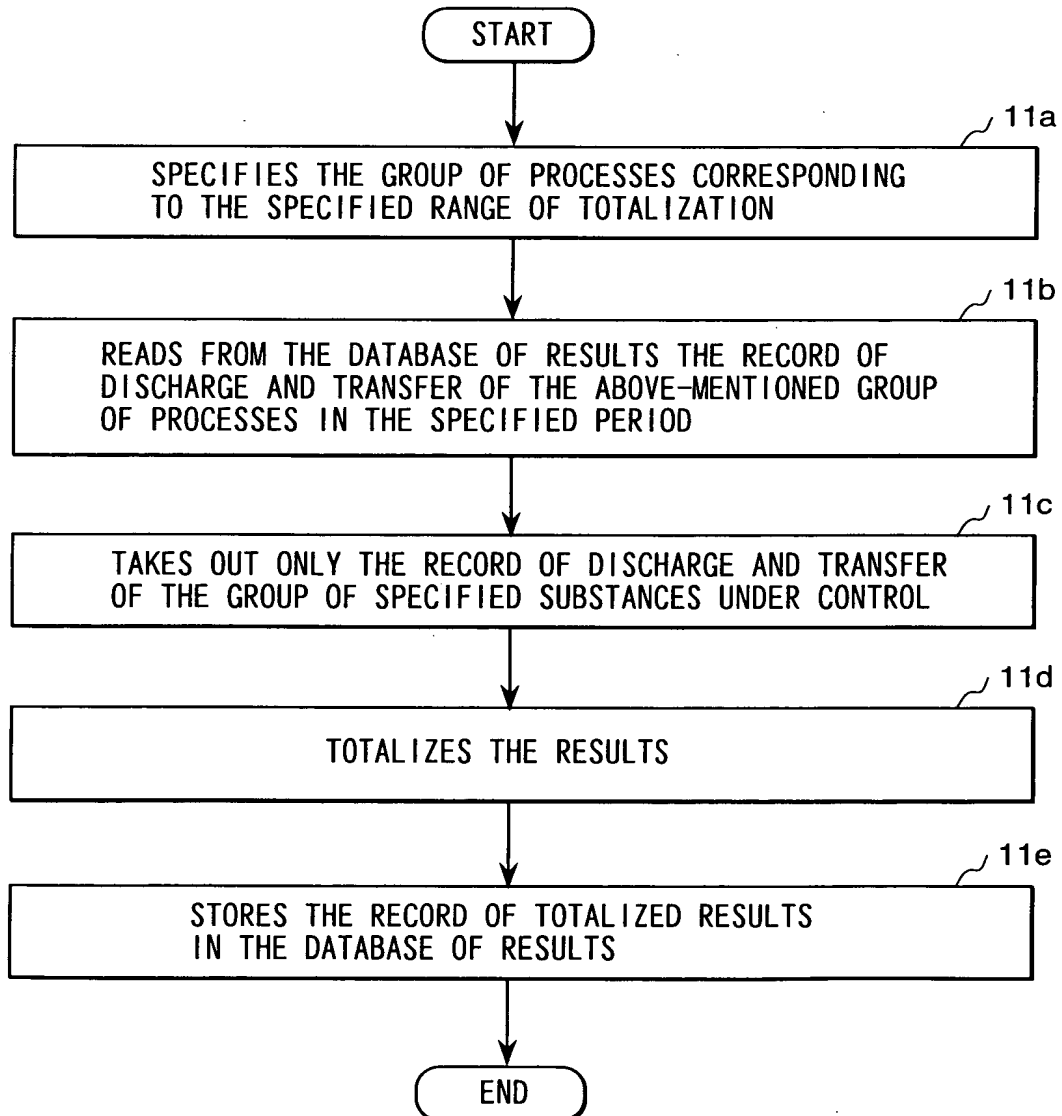 START
11a
SPECIFIES THE GROUP OF PROCESSES CORRESPONDING
TO THE SPECIFIED RANGE OF TOTALIZATION
11b
READS FROM THE DATABASE OF RESULTS THE RECORD OF
DISCHARGE AND TRANSFER OF THE ABOVE-MENTIONED GROUP
OF PROCESSES IN THE SPECIFIED PERIOD
11c
TAKES OUT ONLY THE RECORD OF DISCHARGE AND TRANSFER
OF THE GROUP OF SPECIFIED SUBSTANCES UNDER CONTROL
11d
TOTALIZES THE RESULTS
11e
STORES THE RECORD OF TOTALIZED RESULTS
IN THE DATABASE OF RESULTS
END